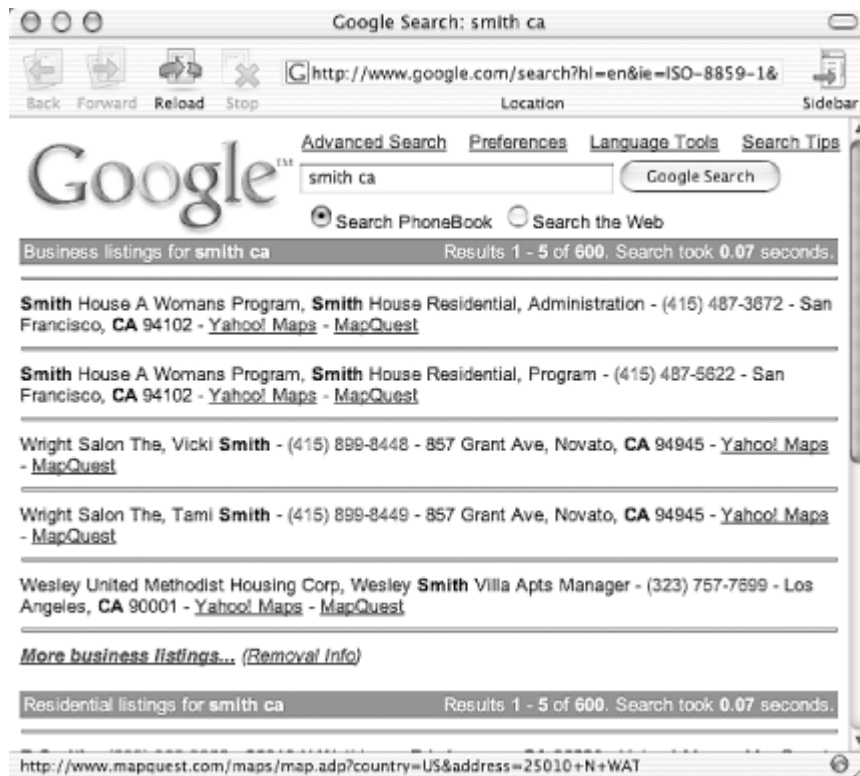 Google Search: smith ca
http://www.google.com/search?hl=en&ie=ISO-8859-1&
Back Forward Reload Stop Location Sidebar
Advanced Search Preferences Language Tools Search Tips
Google™
smith ca Google Search
Search PhoneBook Search the Web
Business listings for smith ca Results 1 - 5 of 600. Search took 0.07 seconds.
Smith House A Womans Program, Smith House Residential, Administration - (415) 487-3672 - San
Francisco, CA 94102 - Yahoo! Maps - MapQuest
Smith House A Womans Program, Smith House Residential, Program - (415) 487-5622 - San
Francisco, CA 94102 - Yahoo! Maps - MapQuest
Wright Salon The, Vicki Smith - (415) 899-8448 - 857 Grant Ave, Novato, CA 94945 - Yahoo! Maps
- MapQuest
Wright Salon The, Tami Smith - (415) 899-8449 - 857 Grant Ave, Novato, CA 94945 - Yahoo! Maps
- MapQuest
Wesley United Methodist Housing Corp, Wesley Smith Villa Apts Manager - (323) 757-7699 - Los
Angeles, CA 90001 - Yahoo! Maps - MapQuest
More business listings... (Removal Info)
Residential listings for smith ca Results 1 - 5 of 600. Search took 0.07 seconds.
http://www.mapquest.com/maps/map.adp?country=US&address=25010+N+WAT